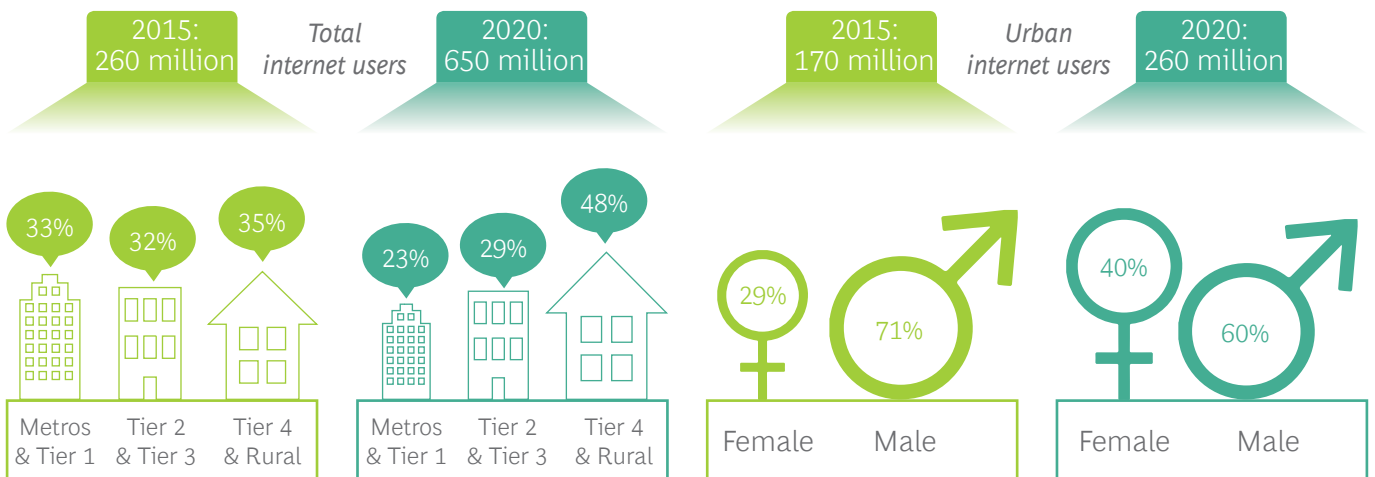 2015:
260 million
Total
internet users
2020:
650 million
33%
32%
35%
Metros
& Tier 1
Tier 2
& Tier 3
Tier 4
& Rural
23%
29%
48%
Metros
& Tier 1
Tier 2
& Tier 3
Tier 4
& Rural
2015:
170 million
Urban
internet users
2020:
260 million
29%
71%
Female
Male
40%
60%
Female
Male